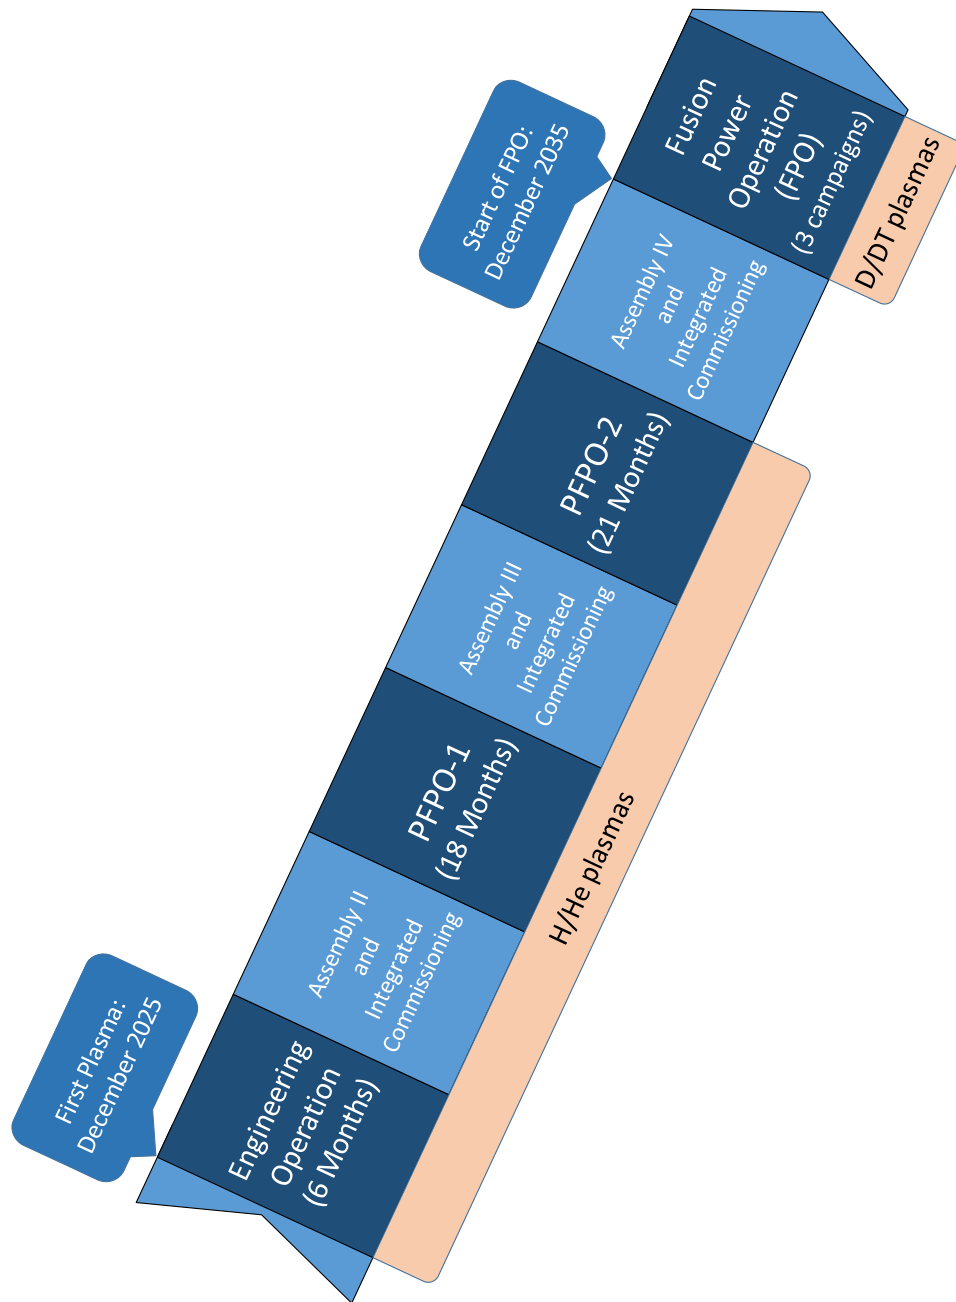 First Plasma:
December 2025
Engineering
Operation
(6 Months)
Assembly II
and
Integrated
Commissioning
PFPO-1
(18 Months)
Assembly III
and
Integrated
Commissioning
PFPO-2
(21 Months)
Assembly IV
and
Integrated
Commissioning
Start of FPO:
December 2035
Fusion
Power
Operation
(FPO)
(3 campaigns)
H/He plasmas
D/DT plasmas